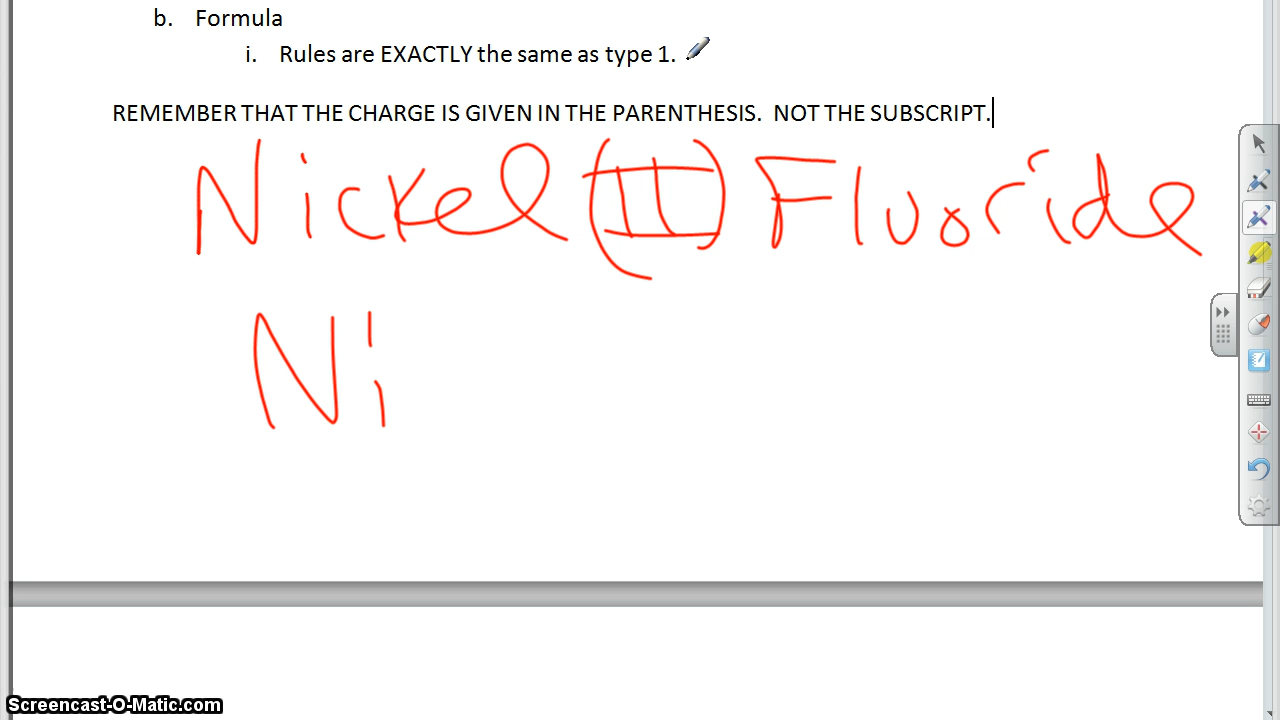 b. Formula
i. Rules are EXACTLY the same as type 1.
REMEMBER THAT THE CHARGE IS GIVEN IN THE PARENTHESIS. NOT THE SUBSCRIPT.
Nickel (II) Fluoride
Ni
Screencast-O-Matic.com